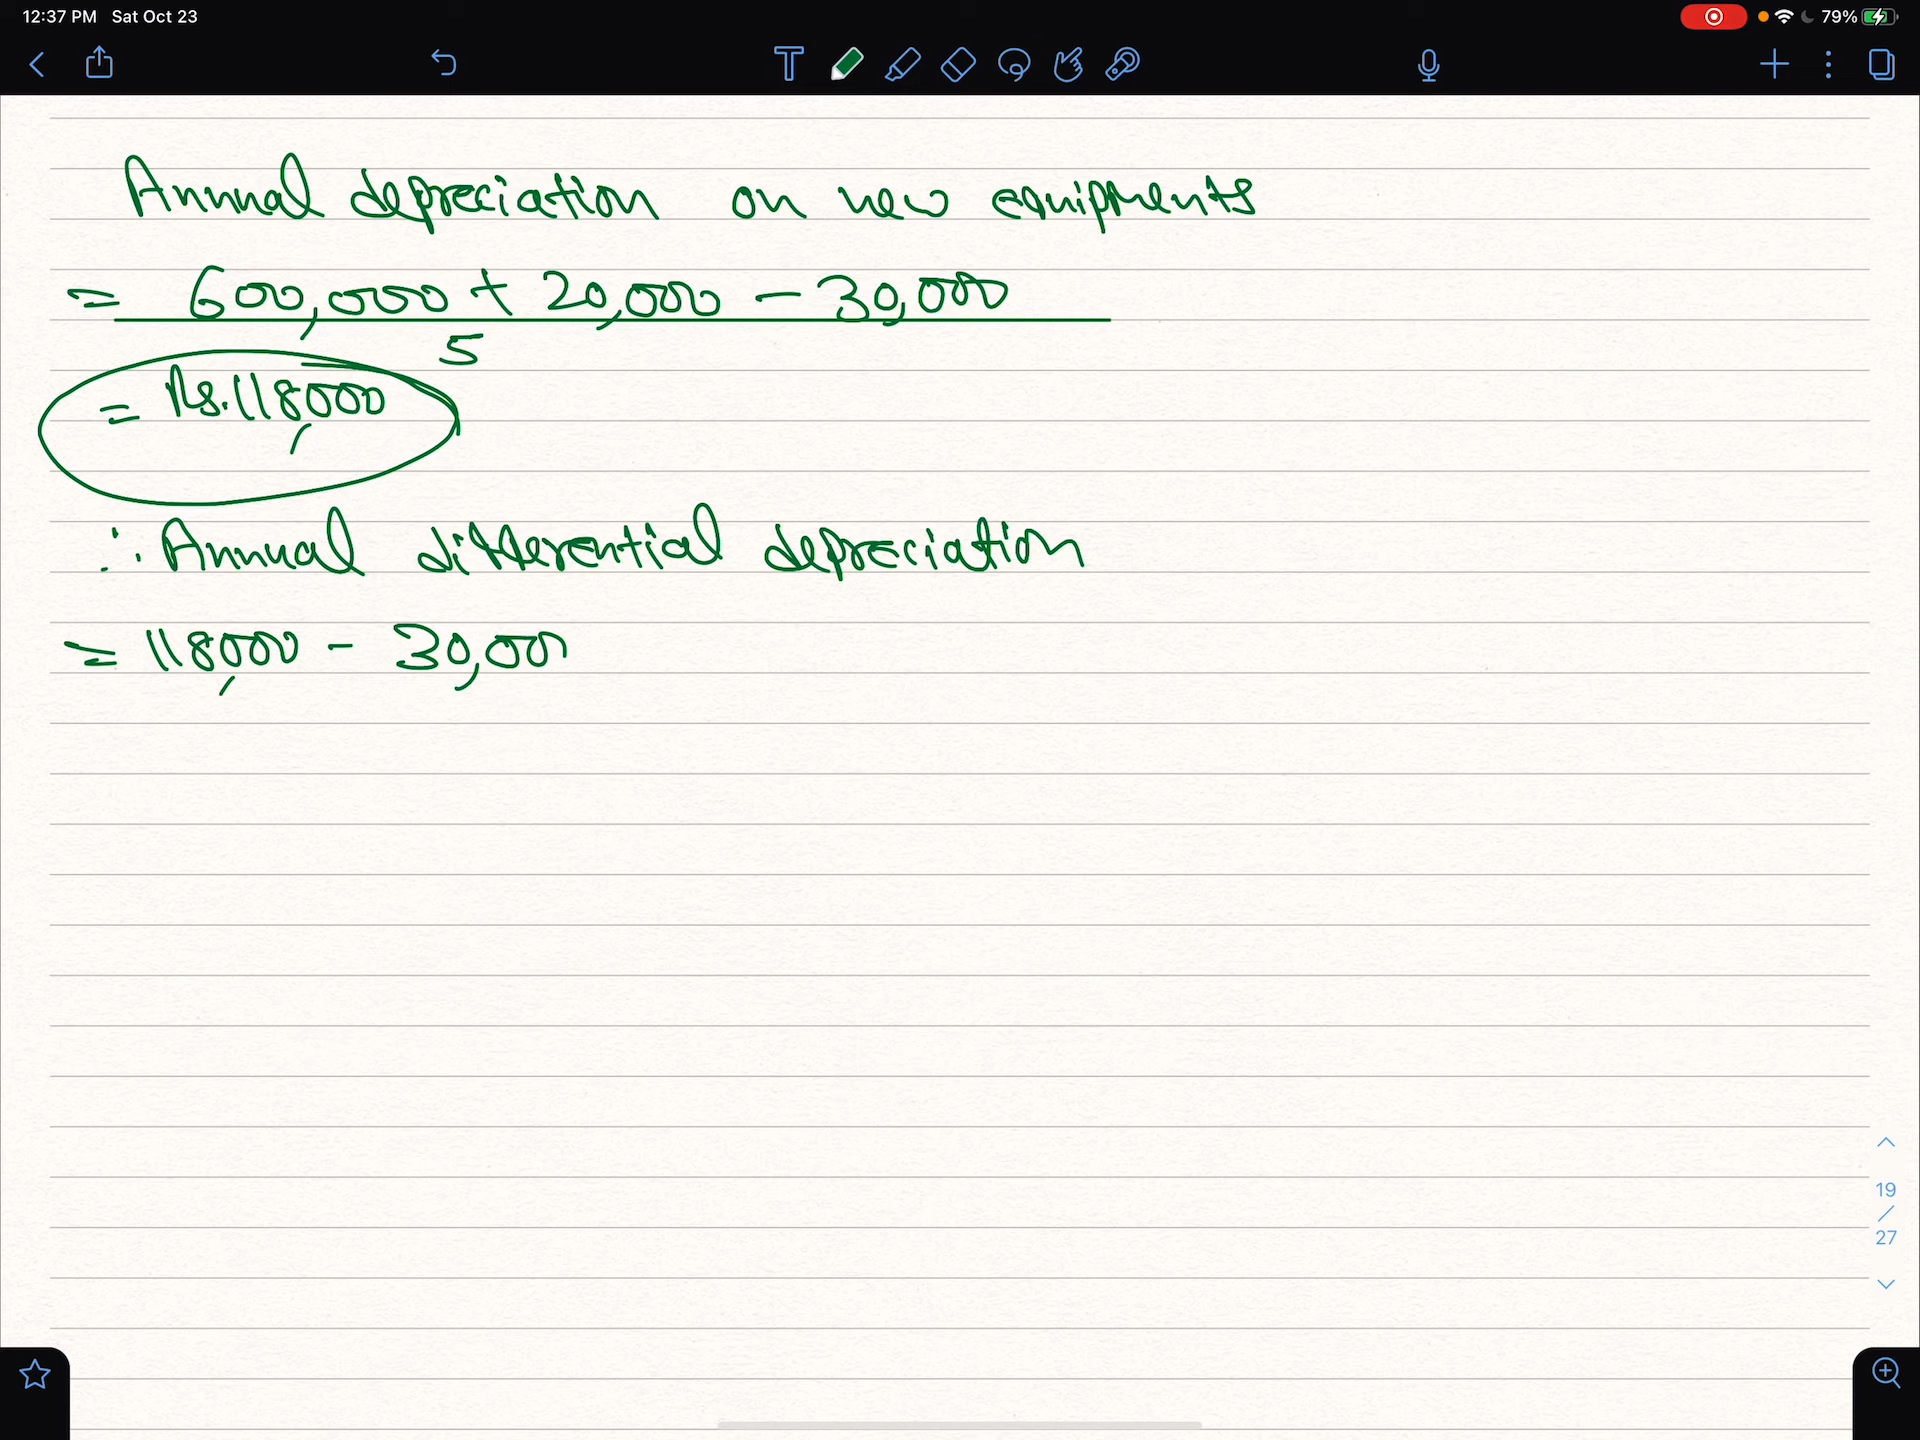 12:37 PM Sat Oct 23
79%
Annual depreciation on new equipments
= 600,000 + 20,000 - 30,000
5
= Rs. 118,000
∴ Annual differential depreciation
= 118,000 - 30,000
19
/
27